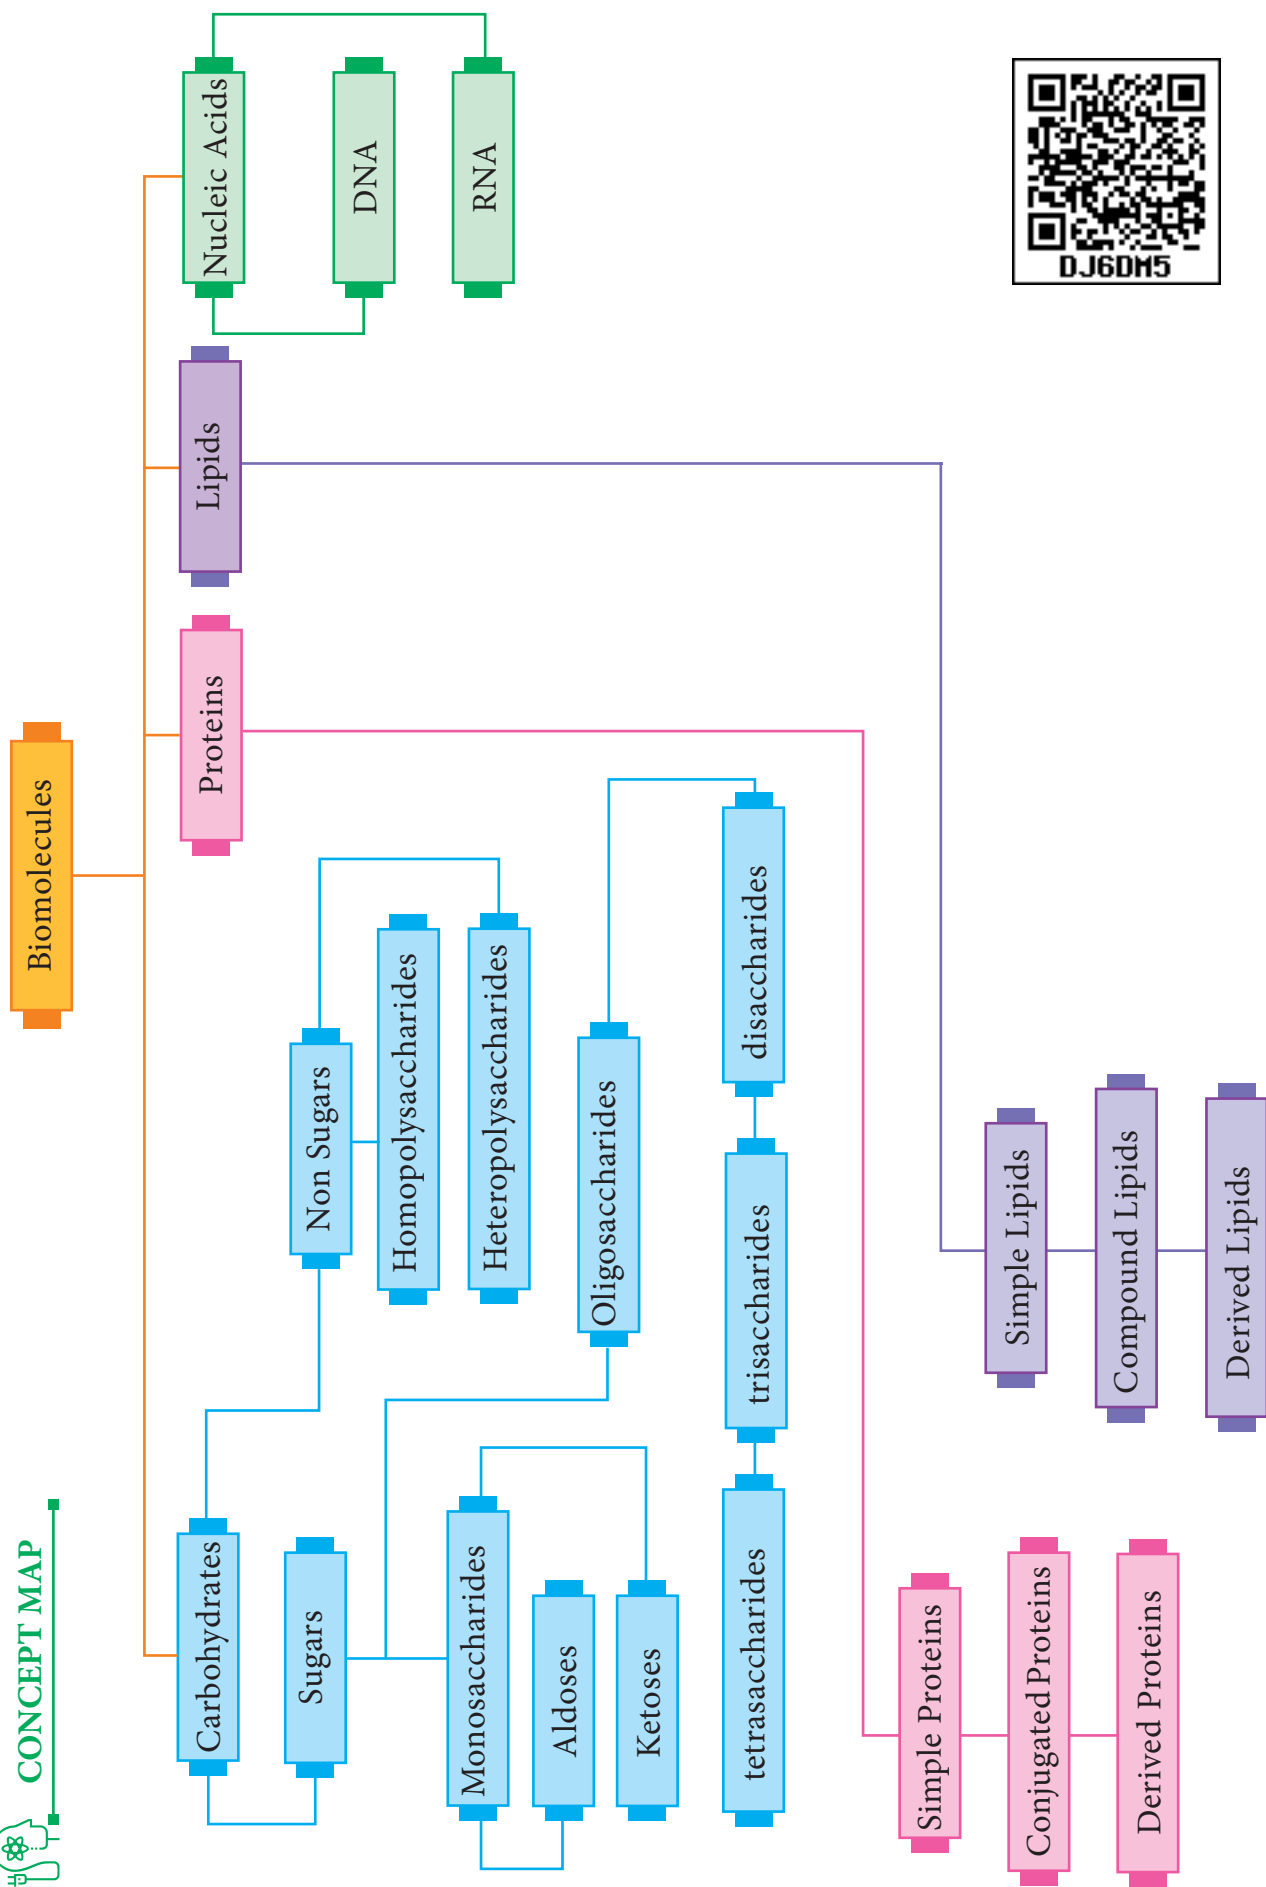 CONCEPT MAP
Biomolecules
Carbohydrates
Proteins
Lipids
Nucleic Acids
Sugars
Non Sugars
DNA
Homopolysaccharides
RNA
Monosaccharides
Heteropolysaccharides
Aldoses
Oligosaccharides
Ketoses
tetrasaccharides
trisaccharides
disaccharides
Simple Proteins
Simple Lipids
Conjugated Proteins
Compound Lipids
Derived Proteins
Derived Lipids
DJ6DM5